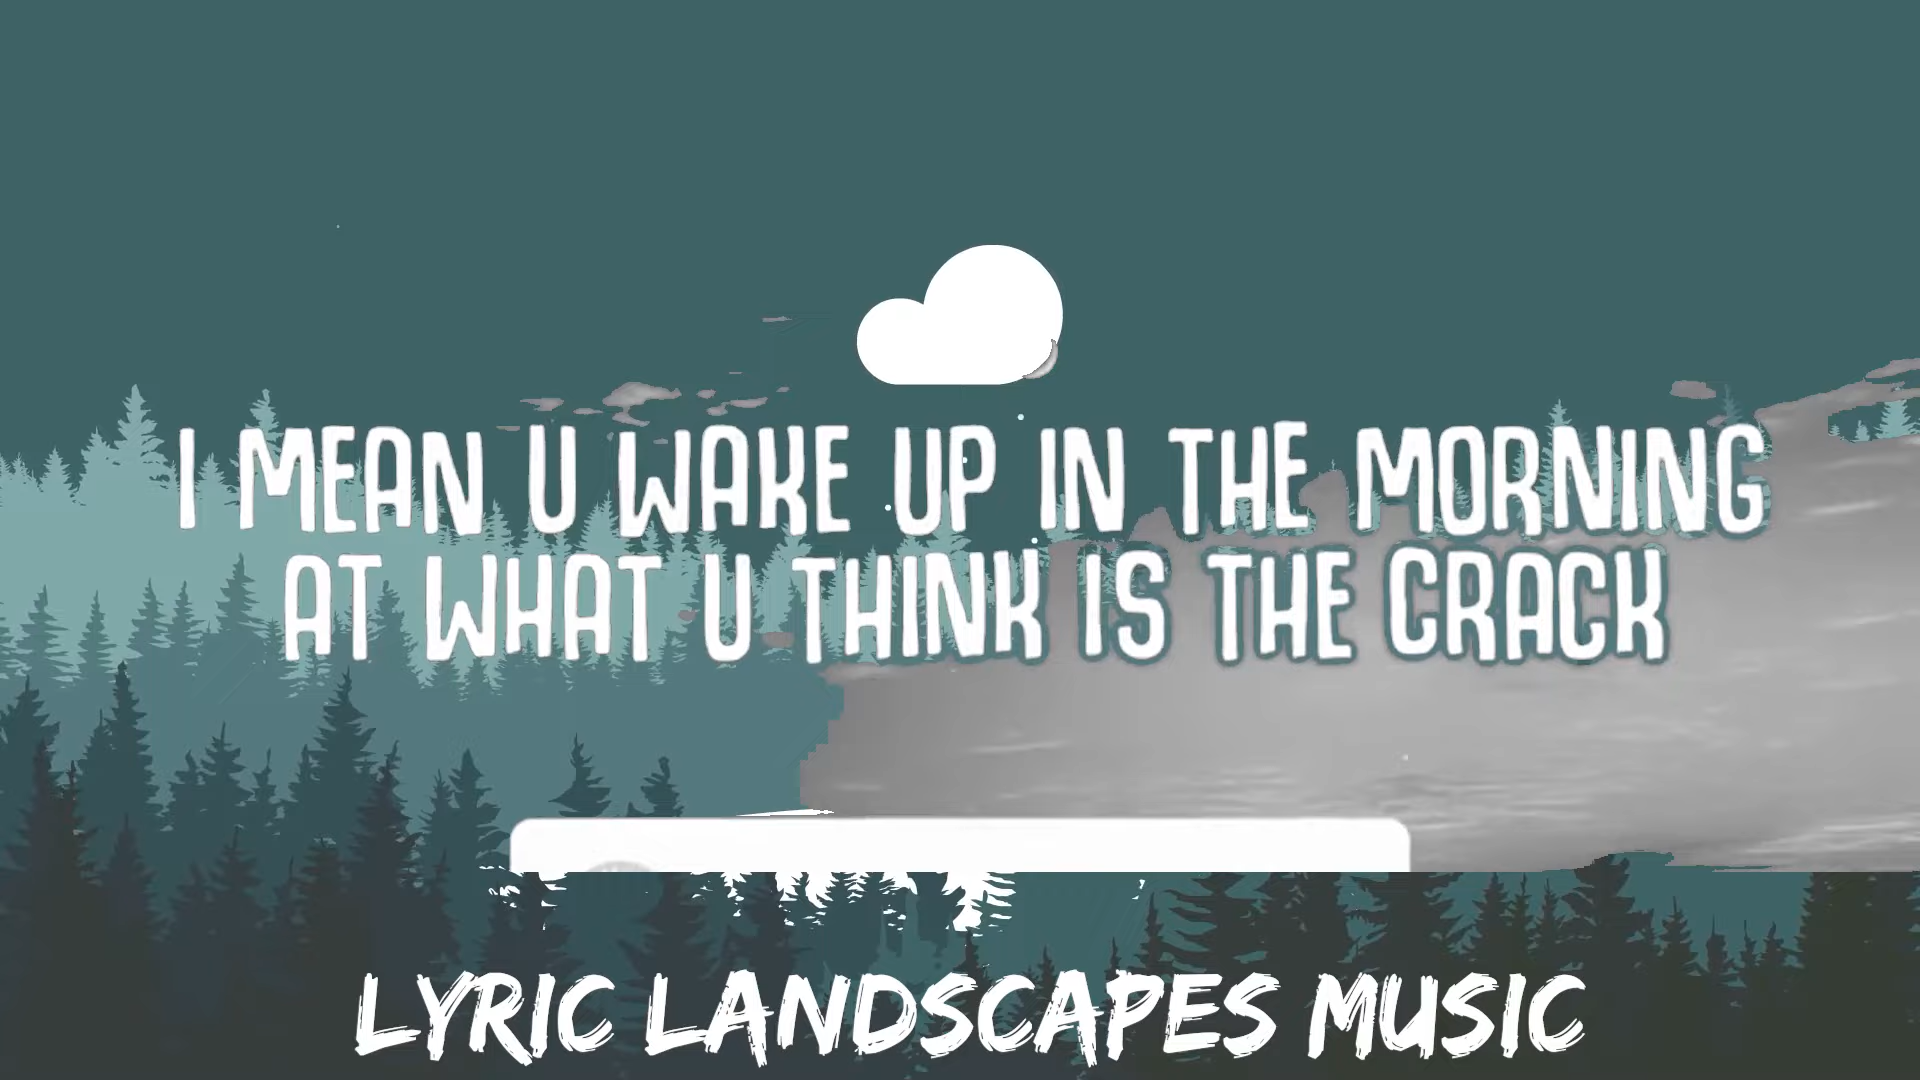 I MEAN U WAKE UP IN THE MORNING
AT WHAT U THINK IS THE CRACK
LYRIC LANDSCAPES MUSIC